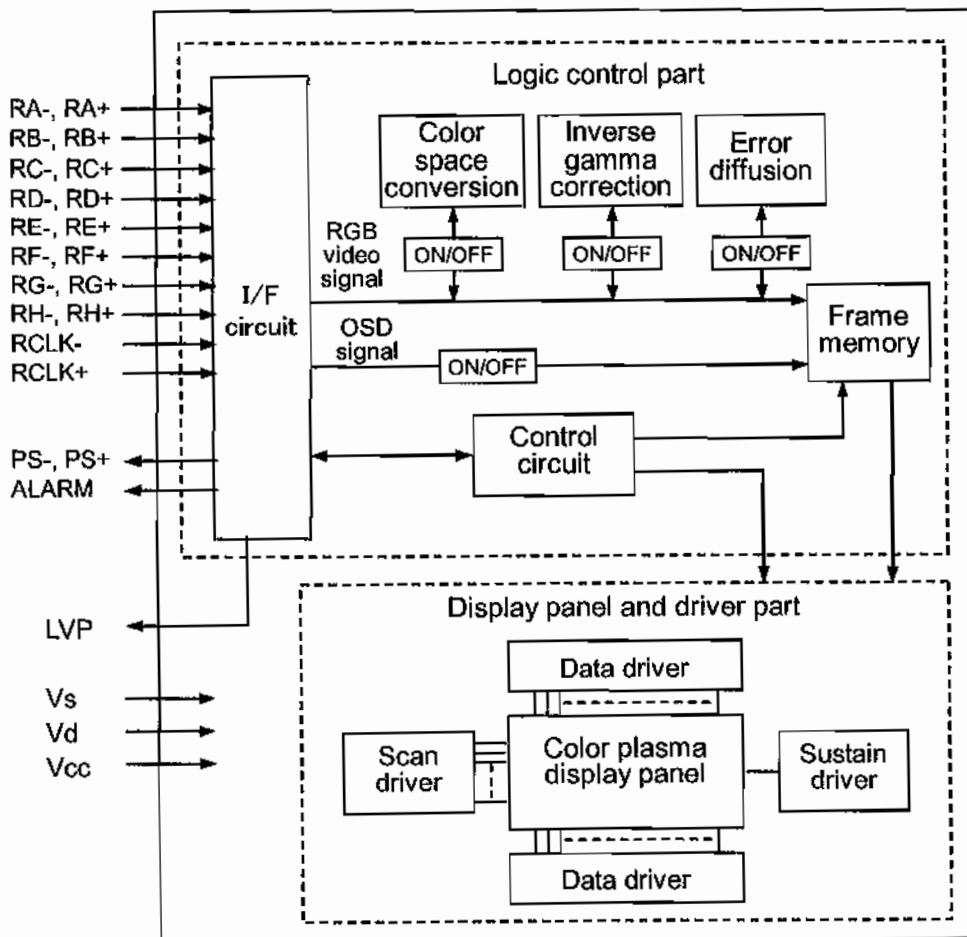 Logic control part
RA-, RA+
RB-, RB+
RC-, RC+
RD-, RD+
RE-, RE+
RF-, RF+
RG-, RG+
RH-, RH+
RCLK-
RCLK+
PS-, PS+
ALARM
LVP
Vs
Vd
Vcc
I/F
circuit
Color
space
conversion
Inverse
gamma
correction
Error
diffusion
RGB
video
signal
ON/OFF
ON/OFF
ON/OFF
OSD
signal
ON/OFF
Frame
memory
Control
circuit
Display panel and driver part
Data driver
Scan
driver
Color plasma
display panel
Sustain
driver
Data driver